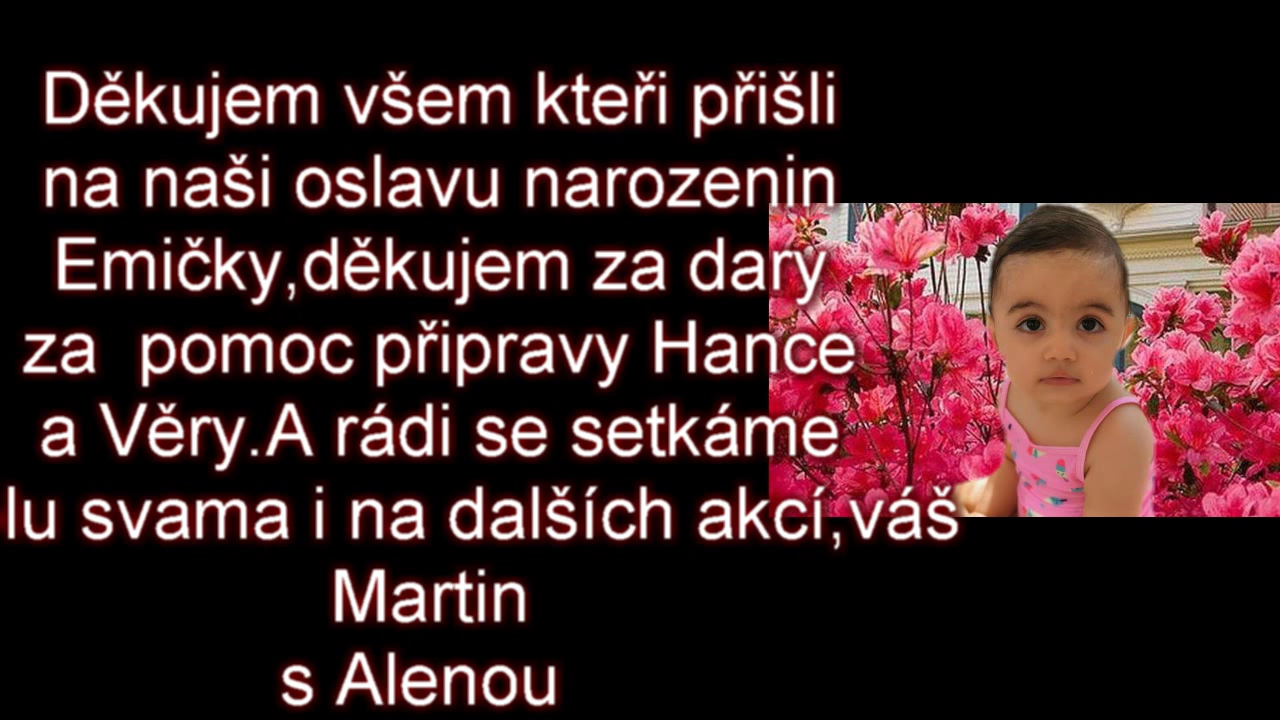 Děkujem všem kteři přišli
na naši oslavu narozenin
Emičky,děkujem za dary
za pomoc připravy Hance
a Věry.A rádi se setkáme
lu svama i na dalších akcí,váš
Martin
s Alenou